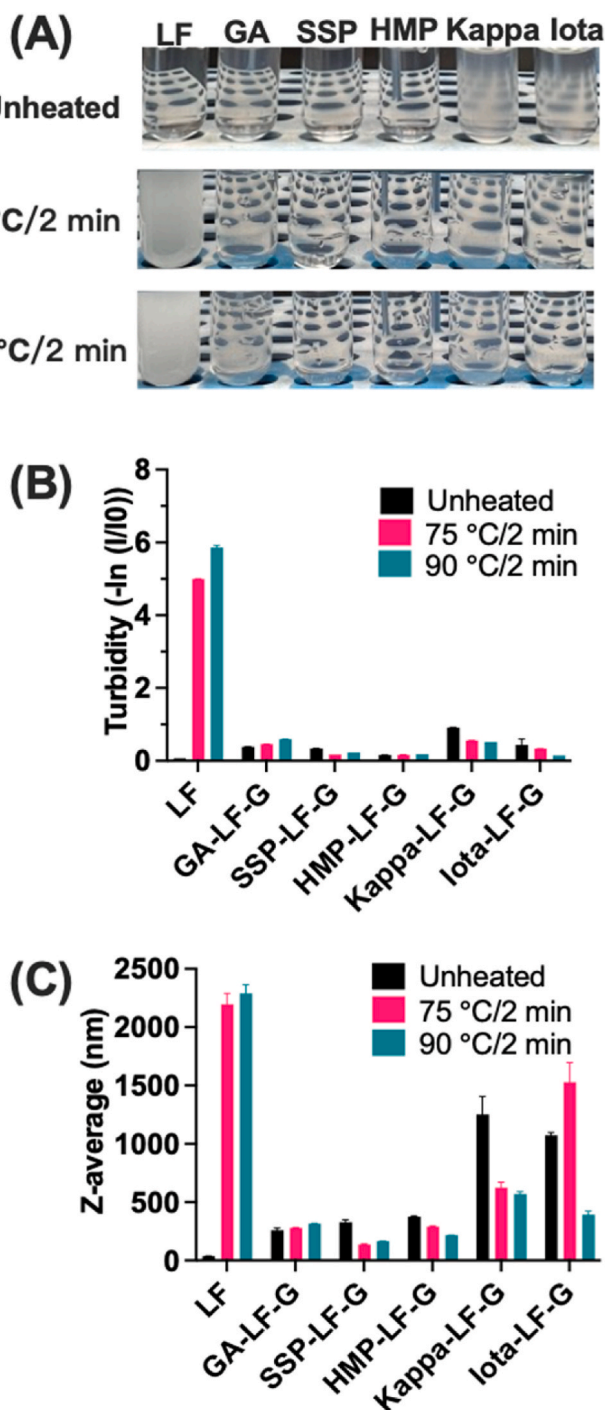 (A)
LF GA SSP HMP Kappa Iota
nheated
°C/2 min
°C/2 min
(B)
8
6
4
2
0
Turbidity (-ln (I/I0))
Unheated
75 °C/2 min
90 °C/2 min
LF
GA-LF-G
SSP-LF-G
HMP-LF-G
Kappa-LF-G
Iota-LF-G
(C)
2500
2000
1500
1000
500
0
Z-average (nm)
Unheated
75 °C/2 min
90 °C/2 min
LF
GA-LF-G
SSP-LF-G
HMP-LF-G
Kappa-LF-G
Iota-LF-G